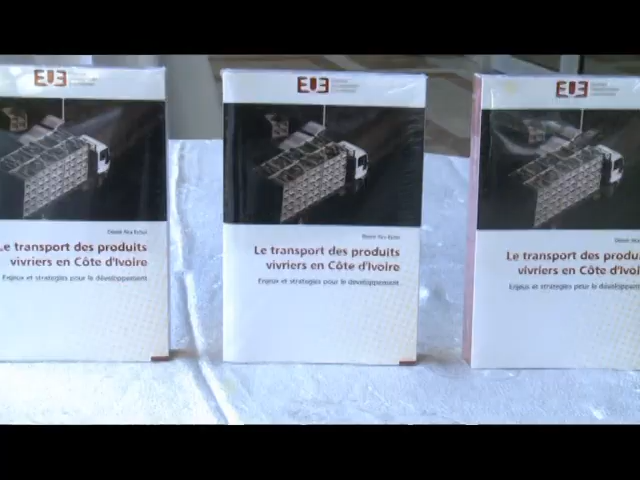 EUE
Le transport des produits
vivriers en Côte d'Ivoire
Enjeux et stratégies pour le développement
EUE
Le transport des produits
vivriers en Côte d'Ivoire
Enjeux et stratégies pour le développement
EUE
Le transport des produi
vivriers en Côte d'Ivo
Enjeux et stratégies pour le développem